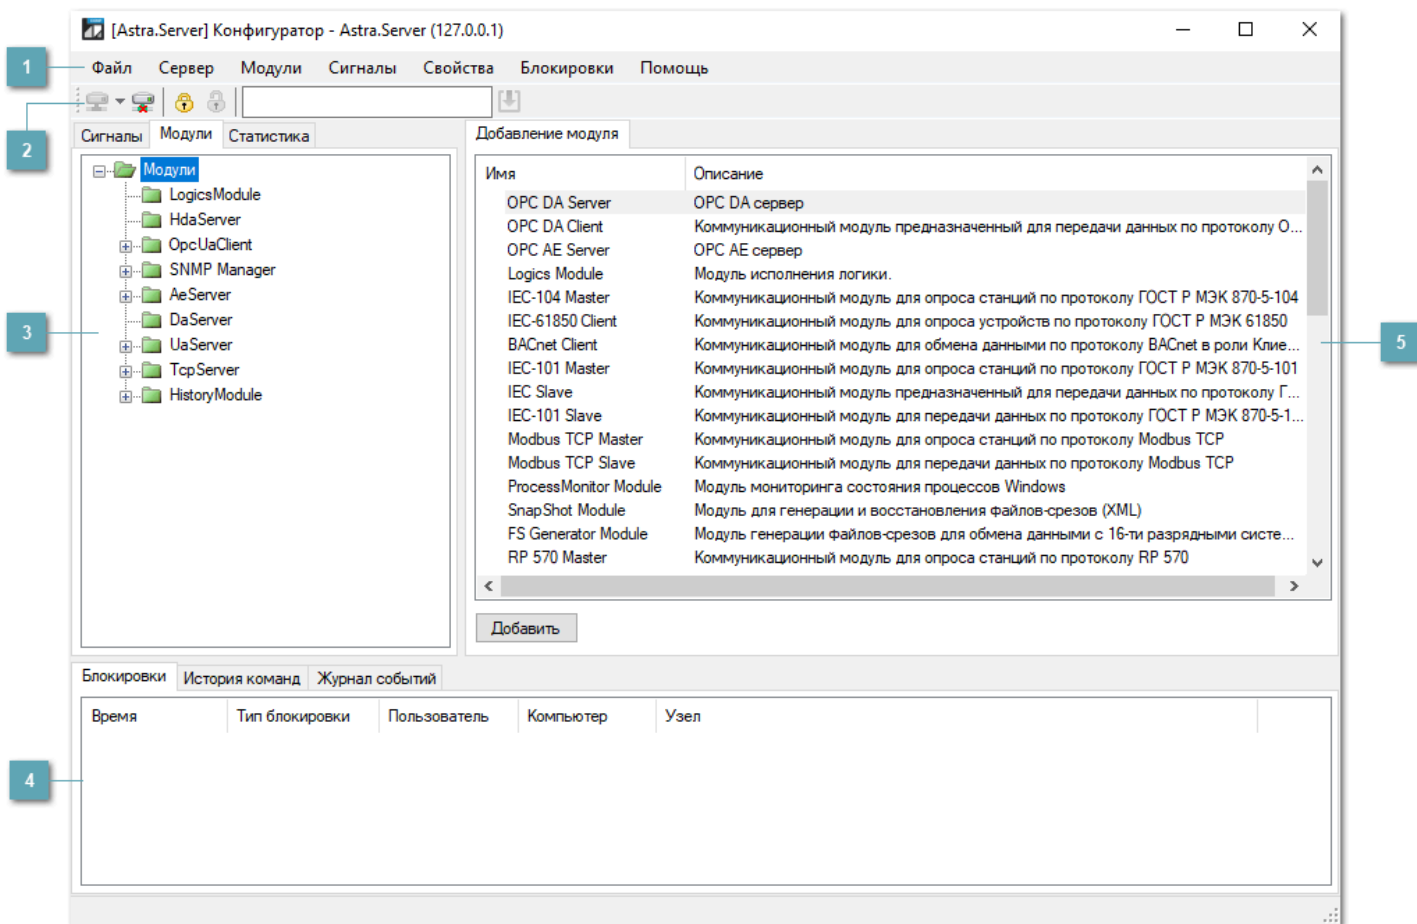 [Astra.Server] Конфигуратор - Astra.Server (127.0.0.1)
1
Файл Сервер Модули Сигналы Свойства Блокировки Помощь
2
Сигналы Модули Статистика
Добавление модуля
Модули
LogicsModule
HdaServer
OpcUaClient
SNMP Manager
AeServer
DaServer
UaServer
TcpServer
HistoryModule
3
Имя Описание
OPC DA Server OPC DA сервер
OPC DA Client Коммуникационный модуль предназначенный для передачи данных по протоколу O...
OPC AE Server OPC AE сервер
Logics Module Модуль исполнения логики.
IEC-104 Master Коммуникационный модуль для опроса станций по протоколу ГОСТ Р МЭК 870-5-104
IEC-61850 Client Коммуникационный модуль для опроса устройств по протоколу ГОСТ Р МЭК 61850
BACnet Client Коммуникационный модуль для обмена данными по протоколу BACnet в роли Клие...
IEC-101 Master Коммуникационный модуль для опроса станций по протоколу ГОСТ Р МЭК 870-5-101
IEC Slave Коммуникационный модуль предназначенный для передачи данных по протоколу Г...
IEC-101 Slave Коммуникационный модуль для передачи данных по протоколу ГОСТ Р МЭК 870-5-1...
Modbus TCP Master Коммуникационный модуль для опроса станций по протоколу Modbus TCP
Modbus TCP Slave Коммуникационный модуль для передачи данных по протоколу Modbus TCP
ProcessMonitor Module Модуль мониторинга состояния процессов Windows
SnapShot Module Модуль для генерации и восстановления файлов-срезов (XML)
FS Generator Module Модуль генерации файлов-срезов для обмена данными с 16-ти разрядными систе...
RP 570 Master Коммуникационный модуль для опроса станций по протоколу RP 570
5
Добавить
Блокировки История команд Журнал событий
Время Тип блокировки Пользователь Компьютер Узел
4